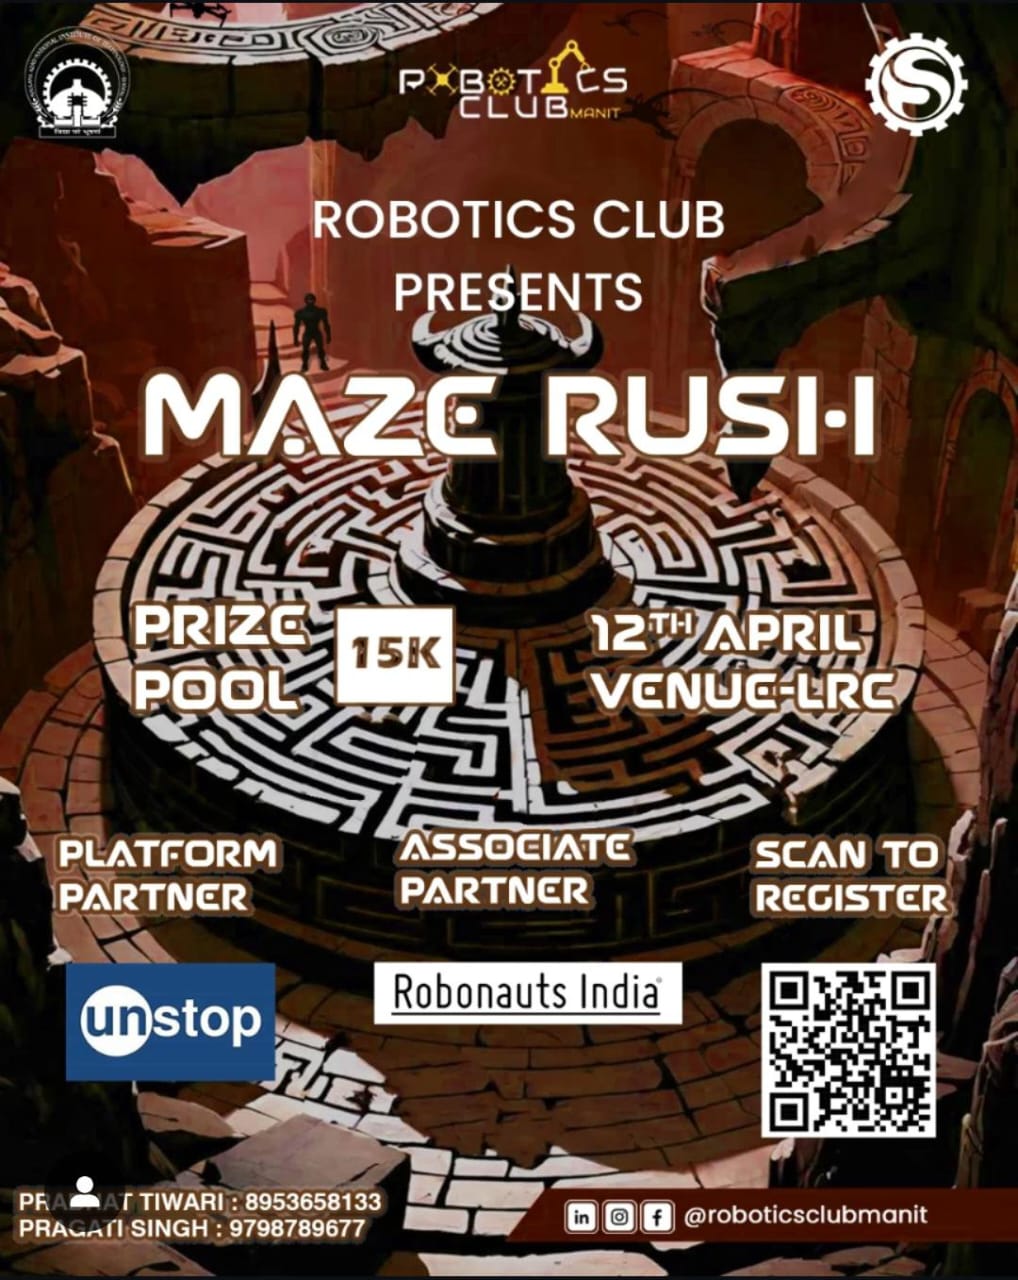 ROBOTICS
CLUB MANIT
ROBOTICS CLUB
PRESENTS
MAZE RUSH
PRIZE
POOL
15K
12TH APRIL
VENUE-LRC
PLATFORM
PARTNER
ASSOCIATE
PARTNER
SCAN TO
REGISTER
unstop
Robonauts India
TIWARI : 8953658133
PRAGATI SINGH : 9798789677
in
f
@roboticsclubmanit